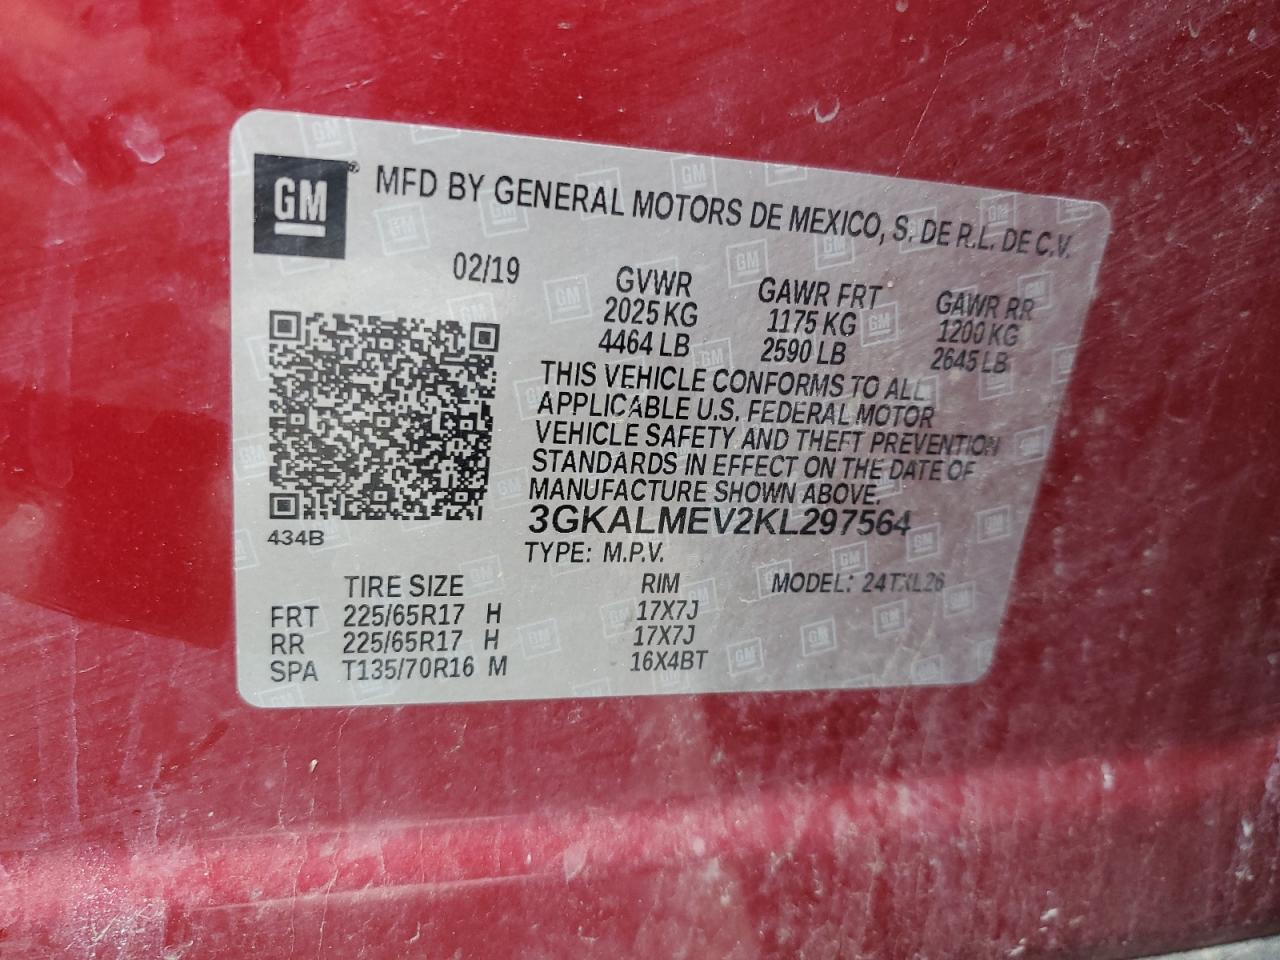 GM
MFD BY GENERAL MOTORS DE MEXICO, S. DE R.L. DE C.V.
02/19
GVWR GAWR FRT GAWR RR
2025 KG 1175 KG 1200 KG
4464 LB 2590 LB 2645 LB
THIS VEHICLE CONFORMS TO ALL
APPLICABLE U.S. FEDERAL MOTOR
VEHICLE SAFETY AND THEFT PREVENTION
STANDARDS IN EFFECT ON THE DATE OF
MANUFACTURE SHOWN ABOVE.
3GKALMEV2KL297564
434B
TYPE: M.P.V.
TIRE SIZE RIM MODEL: 24TXL26
FRT 225/65R17 H 17X7J
RR 225/65R17 H 17X7J
SPA T135/70R16 M 16X4BT